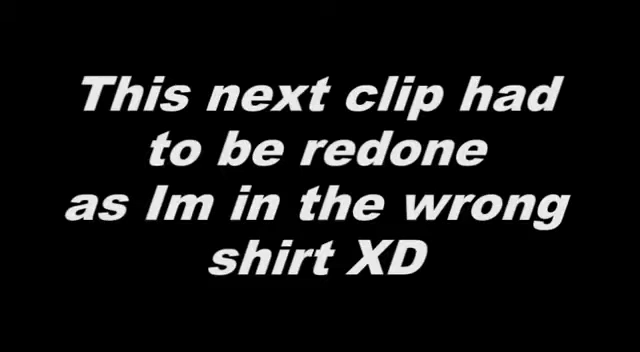 This next clip had
to be redone
as Im in the wrong
shirt XD